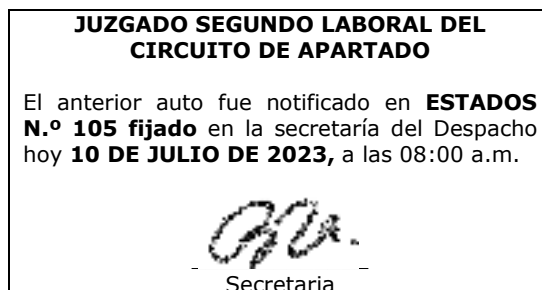 JUZGADO SEGUNDO LABORAL DEL
CIRCUITO DE APARTADO
El anterior auto fue notificado en ESTADOS
N.º 105 fijado en la secretaría del Despacho
hoy 10 DE JULIO DE 2023, a las 08:00 a.m.
Secretaria